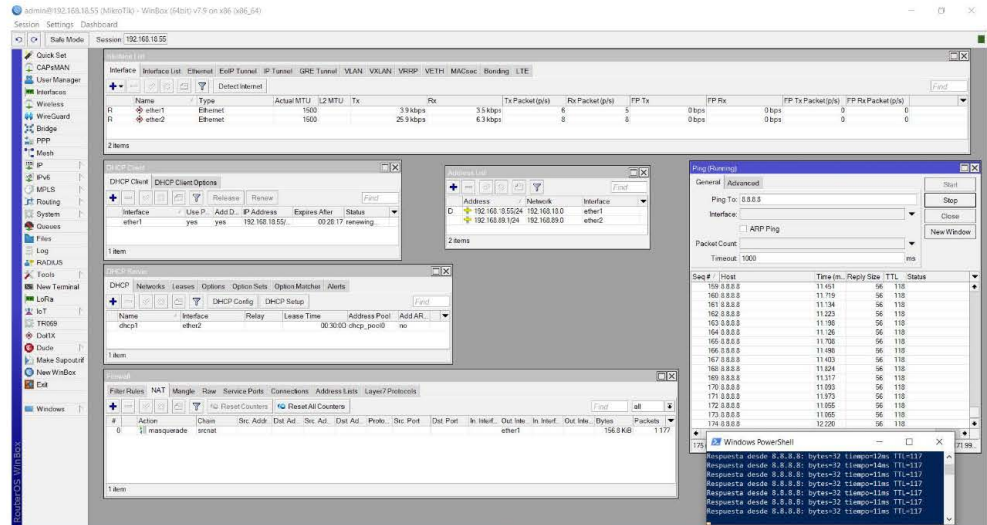 admin@192.168.18.55 (MikroTik) - WinBox (64bit) v7.9 on x86 (x86_64)
Session Settings Dashboard
Safe Mode Session: 192.168.18.55
Quick Set
CAPsMAN
User Manager
Interfaces
Wireless
WireGuard
Bridge
PPP
Mesh
IP
IPv6
MPLS
Routing
System
Queues
Files
Log
RADIUS
Tools
New Terminal
LoRa
IoT
TR069
Dot1X
Dude
Make Supout.rif
New WinBox
Exit
Windows
RouterOS WinBox
Interface List
Interface Interface List Ethernet EoIP Tunnel IP Tunnel GRE Tunnel VLAN VXLAN VRRP VETH MACsec Bonding LTE
Detect Internet Find
Name Type Actual MTU L2 MTU Tx Rx Tx Packet (p/s) Rx Packet (p/s) FP Tx FP Rx FP Tx Packet (p/s) FP Rx Packet (p/s)
R ether1 Ethernet 1500 3.9 kbps 3.5 kbps 6 5 0 bps 0 bps 0 0
R ether2 Ethernet 1500 25.9 kbps 6.3 kbps 8 8 0 bps 0 bps 0 0
2 items
DHCP Client
DHCP Client DHCP Client Options
Release Renew Find
Interface Use P... Add D... IP Address Expires After Status
ether1 yes yes 192.168.18.55/... 00:28:17 renewing...
1 item
Address List
Find
Address Network Interface
D 192.168.18.55/24 192.168.18.0 ether1
192.168.89.1/24 192.168.89.0 ether2
2 items
DHCP Server
DHCP Networks Leases Options Option Sets Option Matcher Alerts
DHCP Config DHCP Setup Find
Name Interface Relay Lease Time Address Pool Add AR...
dhcp1 ether2 00:30:00 dhcp_pool0 no
1 item
Firewall
Filter Rules NAT Mangle Raw Service Ports Connections Address Lists Layer7 Protocols
Reset Counters Reset All Counters Find all
# Action Chain Src. Addr. Dst. Ad... Src. Ad... Dst. Ad... Proto... Src. Port Dst. Port In. Interf... Out. Inte... In. Interf... Out. Inte... Bytes Packets
0 masquerade srcnat ether1 156.8 KiB 1 177
1 item
Ping (Running)
General Advanced
Ping To: 8.8.8.8
Interface:
ARP Ping
Packet Count:
Timeout: 1000 ms
Start
Stop
Close
New Window
Seq # Host Time (m... Reply Size TTL Status
159 8.8.8.8 11.451 56 118
160 8.8.8.8 11.719 56 118
161 8.8.8.8 11.134 56 118
162 8.8.8.8 11.223 56 118
163 8.8.8.8 11.198 56 118
164 8.8.8.8 11.126 56 118
165 8.8.8.8 11.708 56 118
166 8.8.8.8 11.498 56 118
167 8.8.8.8 11.403 56 118
168 8.8.8.8 11.824 56 118
169 8.8.8.8 11.317 56 118
170 8.8.8.8 11.093 56 118
171 8.8.8.8 11.973 56 118
172 8.8.8.8 11.055 56 118
173 8.8.8.8 11.065 56 118
174 8.8.8.8 12.220 56 118
Windows PowerShell
Respuesta desde 8.8.8.8: bytes=32 tiempo=12ms TTL=117
Respuesta desde 8.8.8.8: bytes=32 tiempo=14ms TTL=117
Respuesta desde 8.8.8.8: bytes=32 tiempo=11ms TTL=117
Respuesta desde 8.8.8.8: bytes=32 tiempo=11ms TTL=117
Respuesta desde 8.8.8.8: bytes=32 tiempo=11ms TTL=117
Respuesta desde 8.8.8.8: bytes=32 tiempo=11ms TTL=117